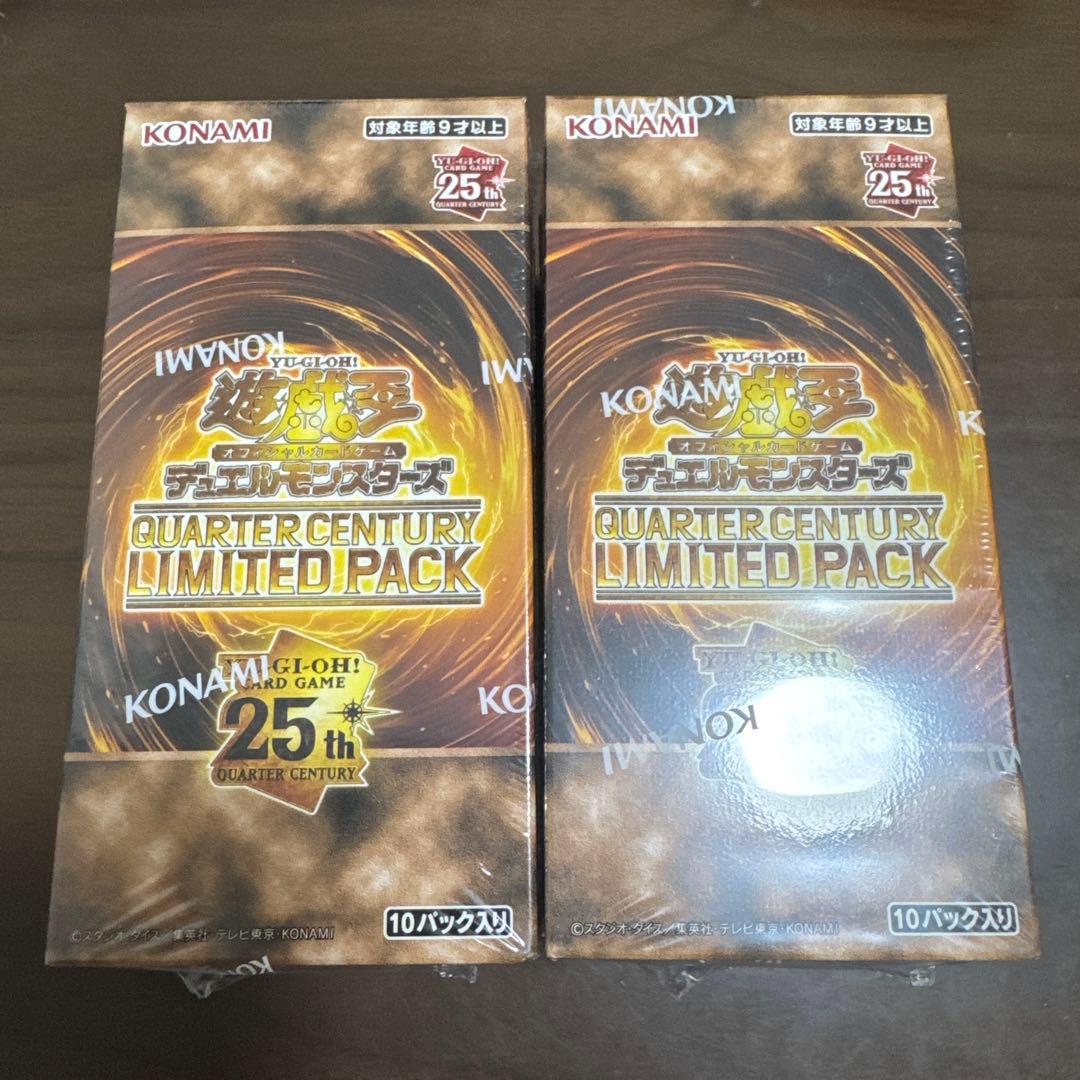 KONAMI
対象年齢9才以上
YU-GI-OH!
CARD GAME
25th
QUARTER CENTURY
KONAMI
KONAMI
YU-GI-OH!
遊戯王
オフィシャルカードゲーム
デュエルモンスターズ
QUARTER CENTURY
LIMITED PACK
KONAMI
YU-GI-OH!
CARD GAME
25th
QUARTER CENTURY
KO
©スタジオ・ダイス/集英社・テレビ東京・KONAMI
10パック入り
KONAMI
KONAMI
対象年齢9才以上
YU-GI-OH!
CARD GAME
25th
QUARTER CENTURY
YU-GI-OH!
KONAMI
遊戯王
K
オフィシャルカードゲーム
デュエルモンスターズ
QUARTER CENTURY
LIMITED PACK
YU-GI-OH!
KONAMI
©スタジオ・ダイス/集英社・テレビ東京・KONAMI
10パック入り